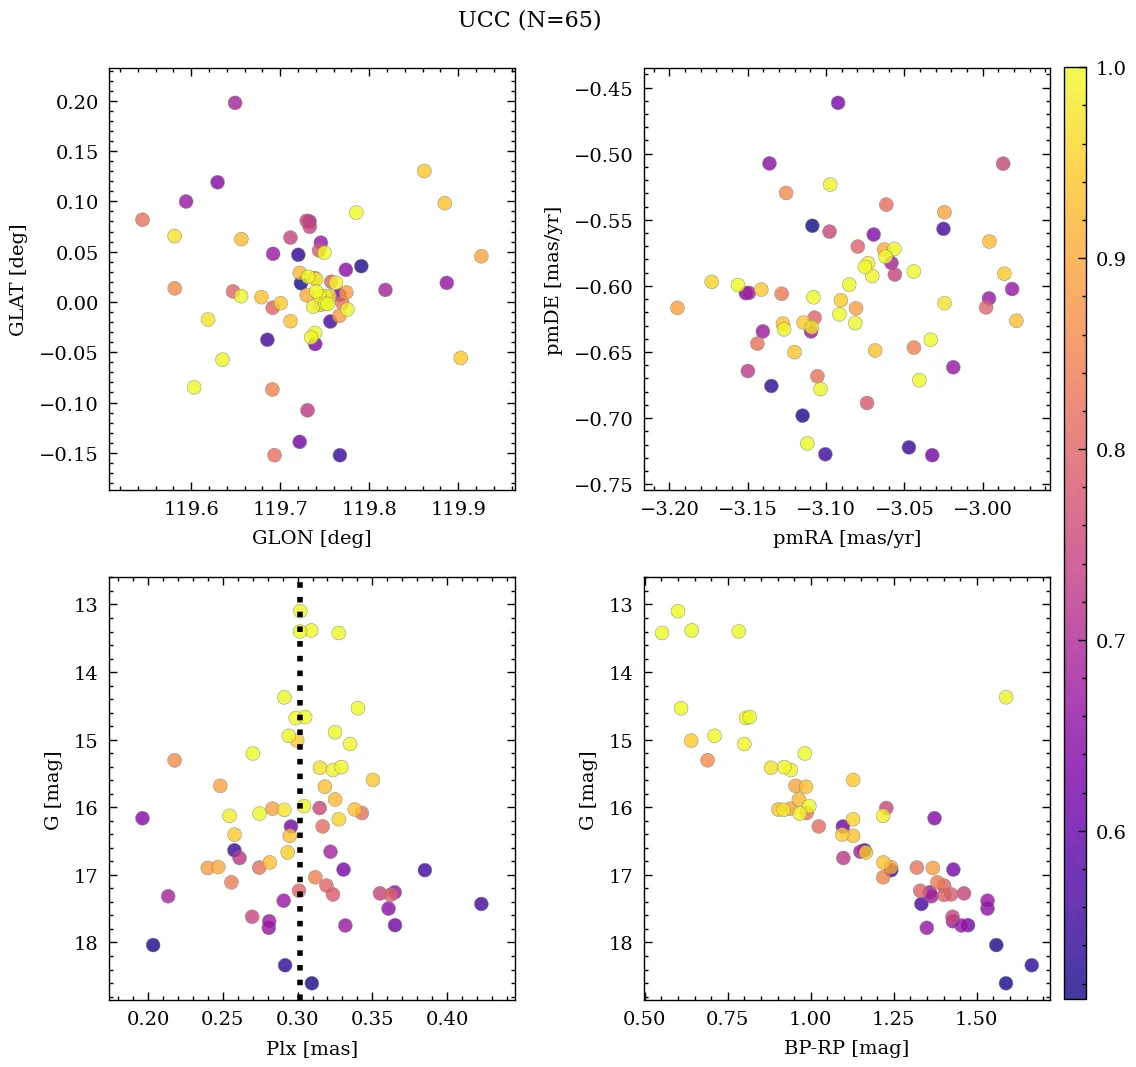 UCC (N=65)
0.20
0.15
0.10
0.05
0.00
−0.05
−0.10
−0.15
GLAT [deg]
119.6 119.7 119.8 119.9
GLON [deg]
−0.45
−0.50
−0.55
−0.60
−0.65
−0.70
−0.75
pmDE [mas/yr]
−3.20 −3.15 −3.10 −3.05 −3.00
pmRA [mas/yr]
1.0
0.9
0.8
0.7
0.6
13
14
15
16
17
18
G [mag]
0.20 0.25 0.30 0.35 0.40
Plx [mas]
13
14
15
16
17
18
G [mag]
0.50 0.75 1.00 1.25 1.50
BP-RP [mag]